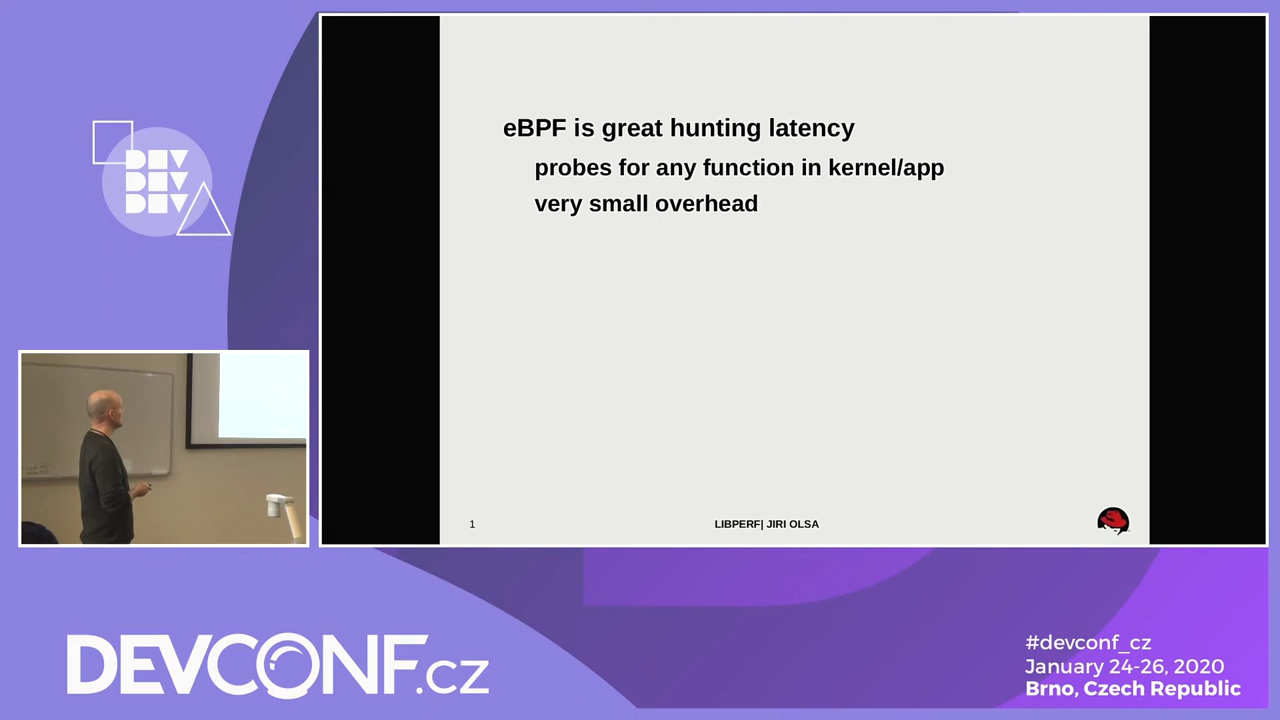 DEV
DEV
DEV
eBPF is great hunting latency
probes for any function in kernel/app
very small overhead
1
LIBPERF| JIRI OLSA
DEVCONF.cz
#devconf_cz
January 24-26, 2020
Brno, Czech Republic